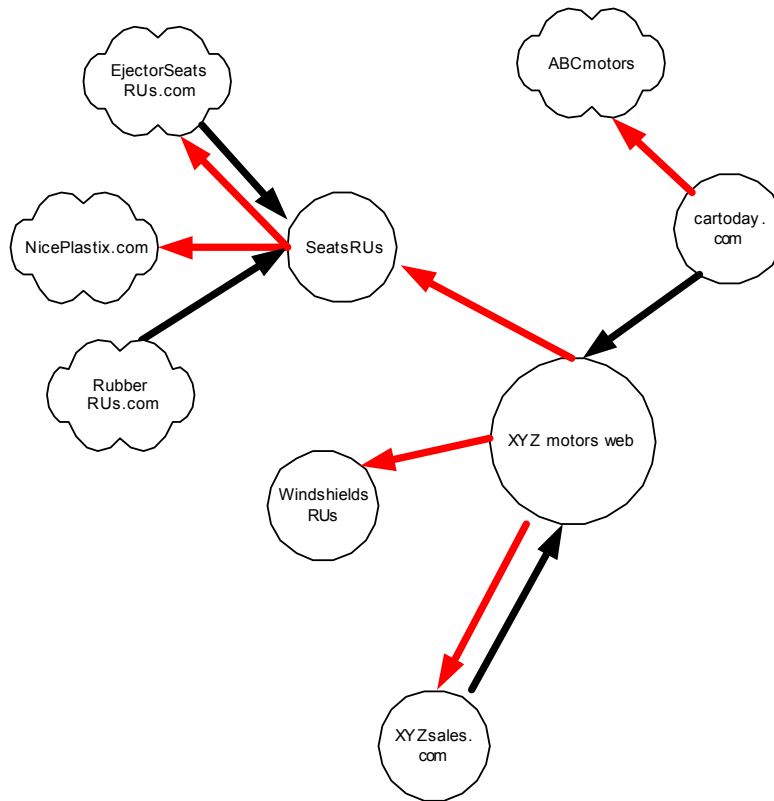 EjectorSeats
RUs.com
ABCmotors
NicePlastix.com
SeatsRUs
cartoday.
com
Rubber
RUs.com
XYZ motors web
Windshields
RUs
XYZsales.
com